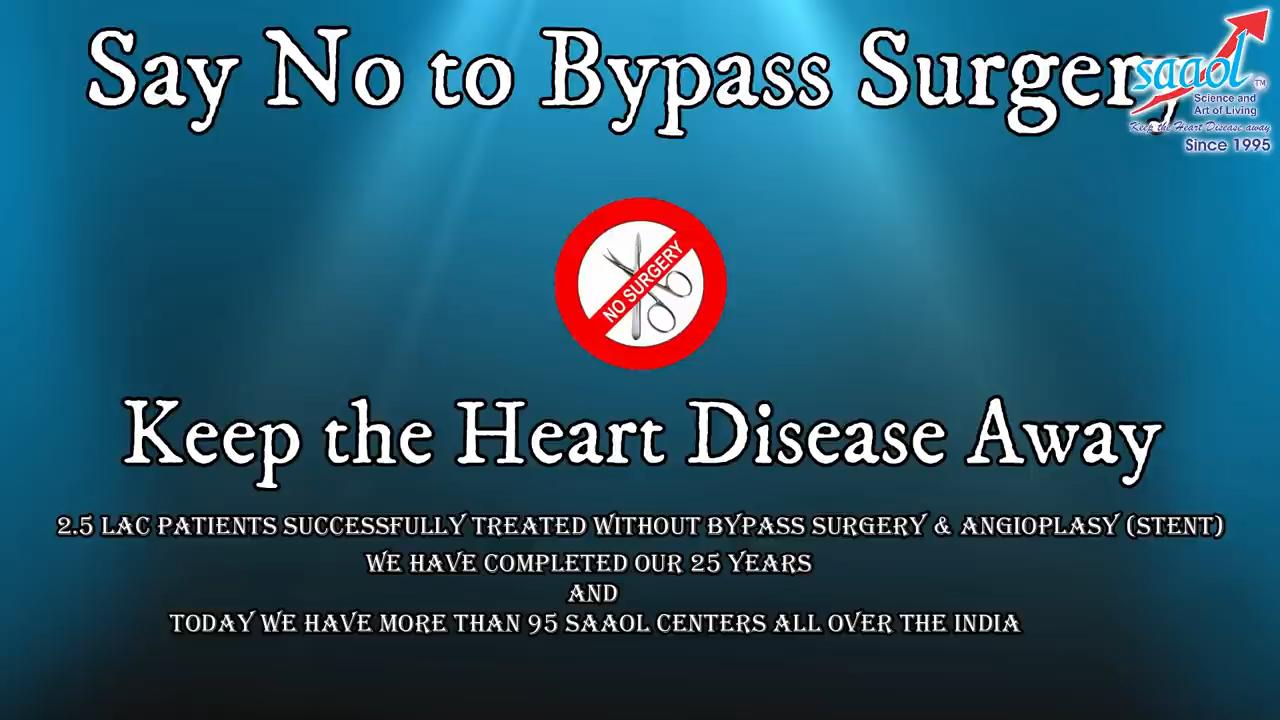 Say No to Bypass Surgery
saaol TM
Science and
Art of Living
Keep the Heart Disease away
Since 1995
NO SURGERY
Keep the Heart Disease Away
2.5 LAC PATIENTS SUCCESSFULLY TREATED WITHOUT BYPASS SURGERY & ANGIOPLASY (STENT)
WE HAVE COMPLETED OUR 25 YEARS
AND
TODAY WE HAVE MORE THAN 95 SAAOL CENTERS ALL OVER THE INDIA